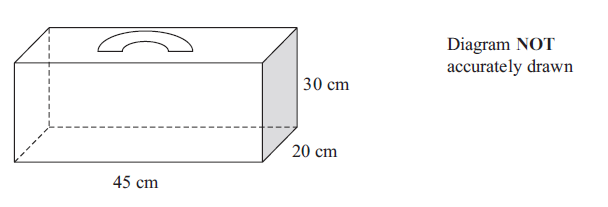 Diagram NOT
accurately drawn
30 cm
20 cm
45 cm